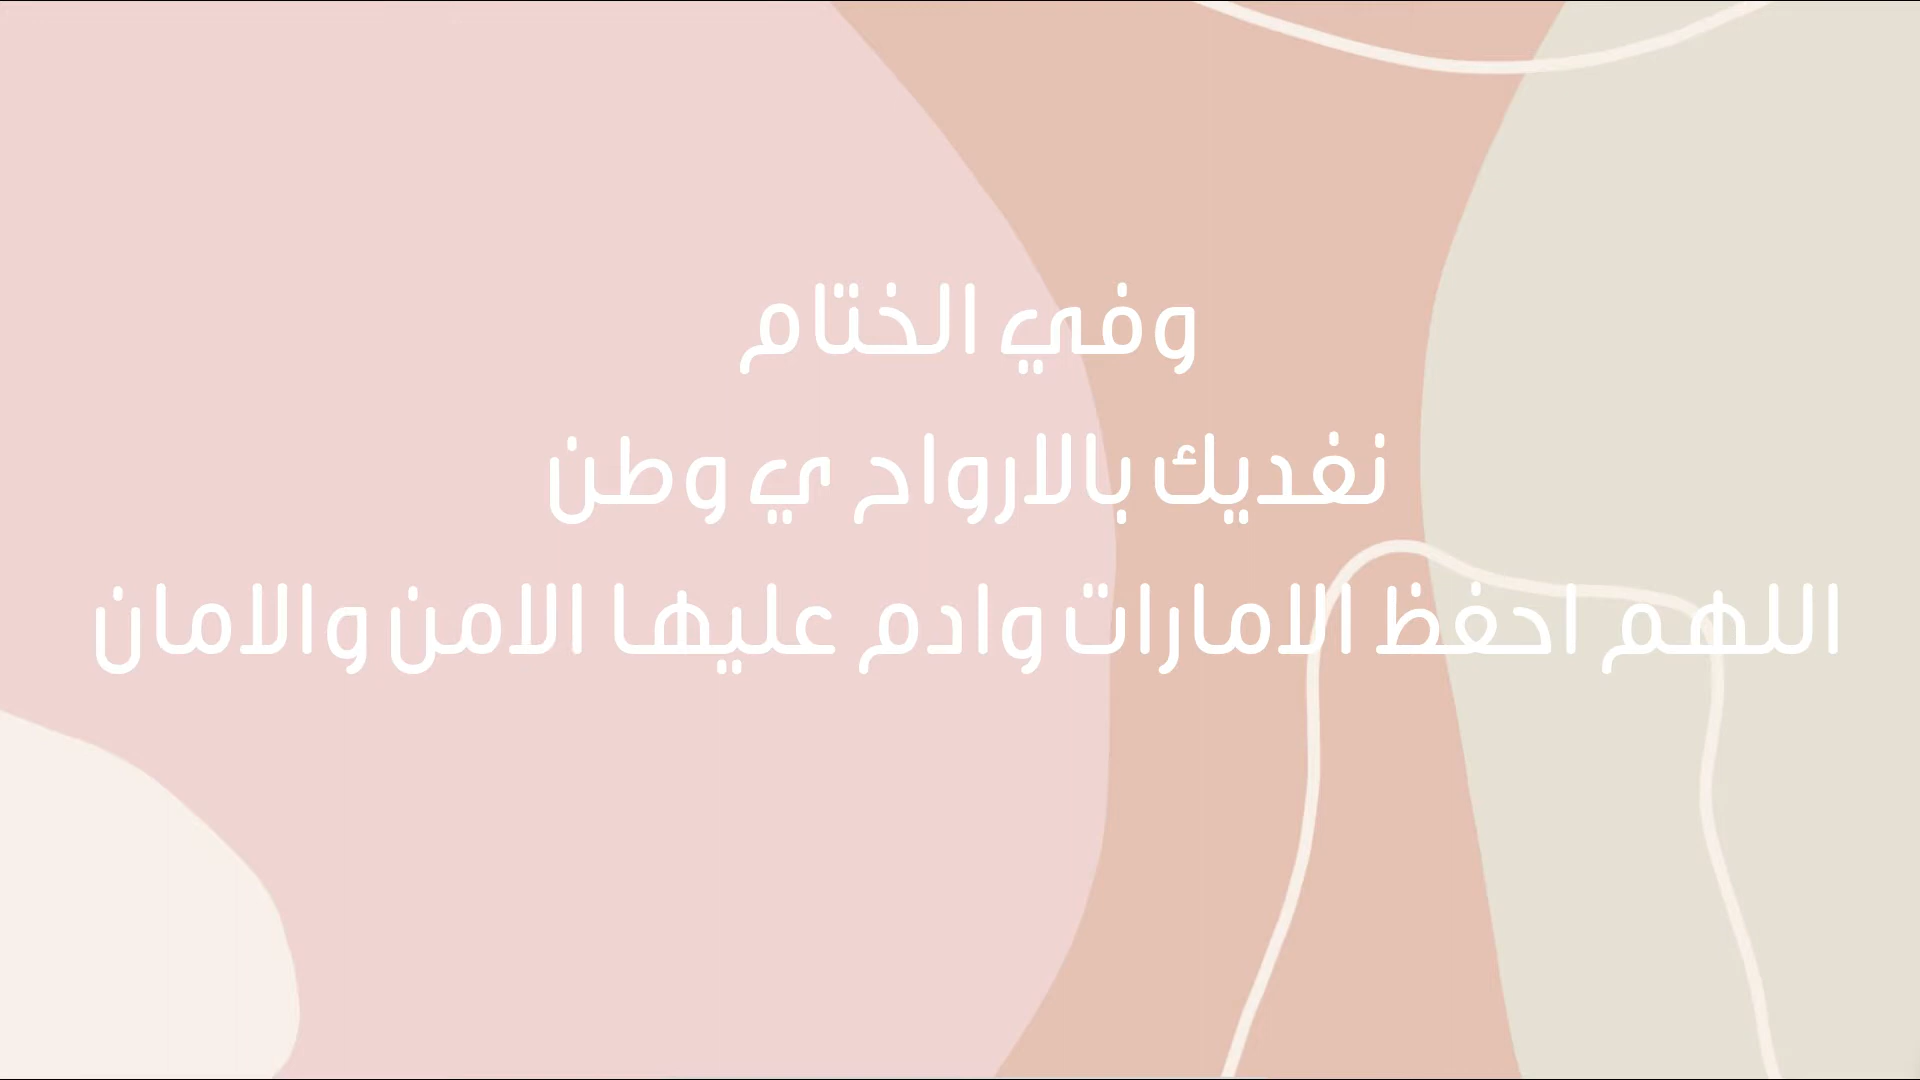 وفي الختام
نفديك بالارواح ي وطن
اللهم احفظ الامارات وادم عليها الامن والامان